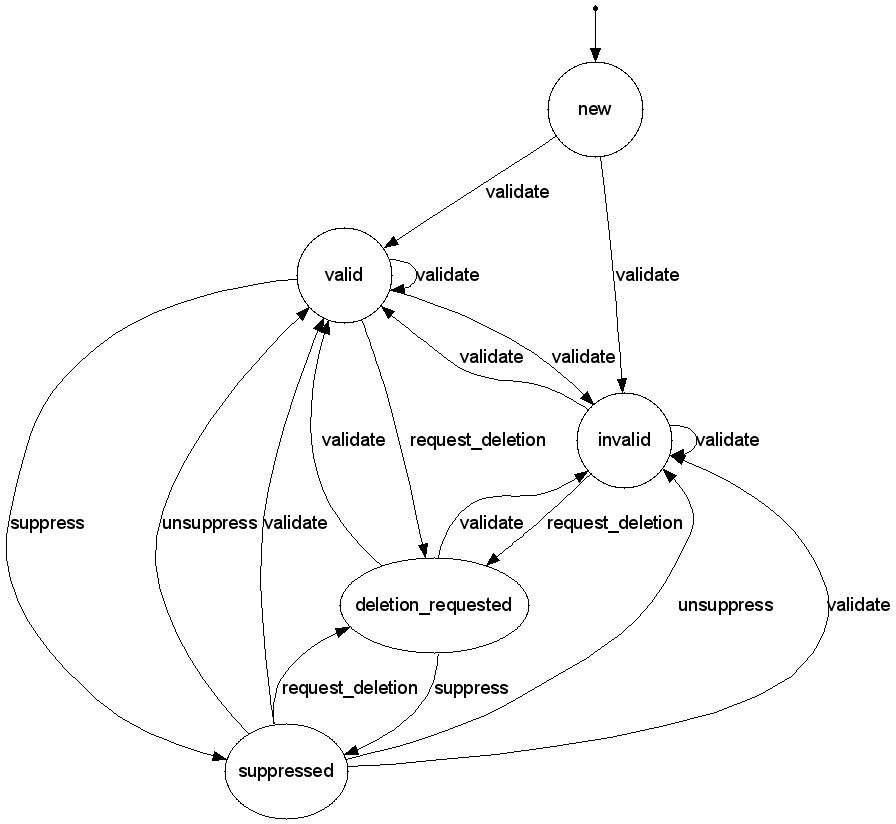 new
validate
valid
validate
validate
validate
validate
validate
request_deletion
invalid
validate
suppress
unsuppress
validate
validate
request_deletion
deletion_requested
unsuppress
validate
request_deletion
suppress
suppressed